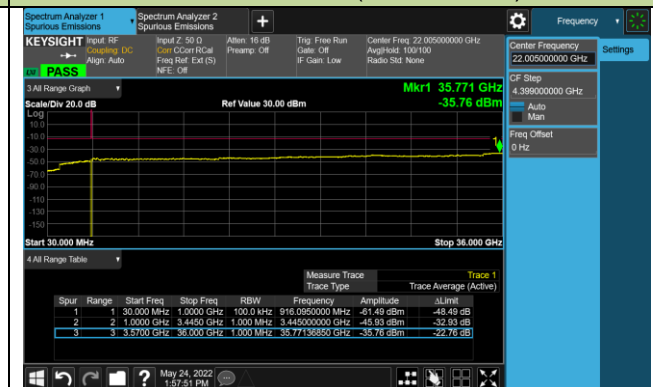 Spectrum Analyzer 1
Spurious Emissions
Spectrum Analyzer 2
Spurious Emissions
+
Frequency
KEYSIGHT
Input: RF
Coupling: DC
Align: Auto
Input Z: 50 Ω
Corr CCorr RCal
Freq Ref: Ext (S)
NFE: Off
Atten: 16 dB
Preamp: Off
Trig: Free Run
Gate: Off
IF Gain: Low
Center Freq: 22.005000000 GHz
Avg|Hold: 100/100
Radio Std: None
PASS
Center Frequency
22.005000000 GHz
Settings
CF Step
4.399000000 GHz
Auto
Man
Freq Offset
0 Hz
3 All Range Graph
Mkr1 35.771 GHz
-35.76 dBm
Scale/Div 20.0 dB
Ref Value 30.00 dBm
Log
10.0
-10.0
-30.0
-50.0
-70.0
-90.0
-110
-130
-150
1
Start 30.000 MHz
Stop 36.000 GHz
4 All Range Table
Measure Trace Trace 1
Trace Type Trace Average (Active)
Spur Range Start Freq Stop Freq RBW Frequency Amplitude ΔLimit
1 1 30.000 MHz 1.0000 GHz 100.0 kHz 916.0950000 MHz -61.49 dBm -48.49 dB
2 2 1.0000 GHz 3.4450 GHz 1.000 MHz 3.445000000 GHz -45.93 dBm -32.93 dB
3 3 3.5700 GHz 36.000 GHz 1.000 MHz 35.77136850 GHz -35.76 dBm -22.76 dB
?
May 24, 2022
1:57:51 PM